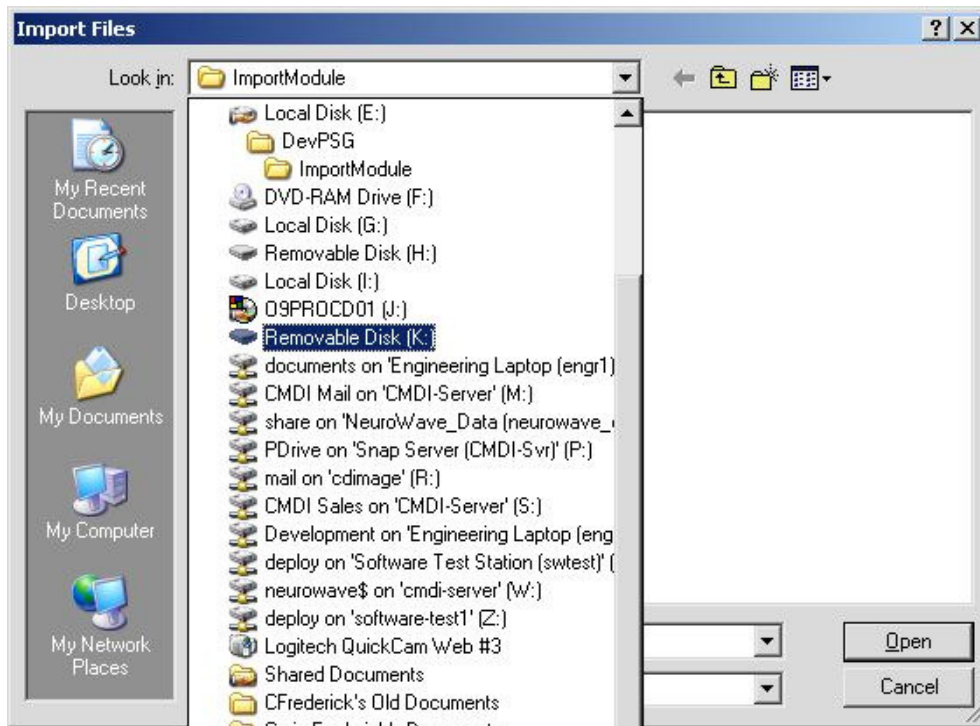 Import Files
Look in: ImportModule
Local Disk (E:)
DevPSG
ImportModule
DVD-RAM Drive (F:)
Local Disk (G:)
Removable Disk (H:)
Local Disk (I:)
O9PROCD01 (J:)
Removable Disk (K:)
documents on 'Engineering Laptop (engr1)
CMDI Mail on 'CMDI-Server' (M:)
share on 'NeuroWave_Data (neurowave_
PDrive on 'Snap Server (CMDI-Svr)' (P:)
mail on 'cdimage' (R:)
CMDI Sales on 'CMDI-Server' (S:)
Development on 'Engineering Laptop (eng
deploy on 'Software Test Station (swtest)' (
neurowave$ on 'cmdi-server' (W:)
deploy on 'software-test1' (Z:)
Logitech QuickCam Web #3
Shared Documents
CFrederick's Old Documents
My Recent
Documents
Desktop
My Documents
My Computer
My Network
Places
Open
Cancel